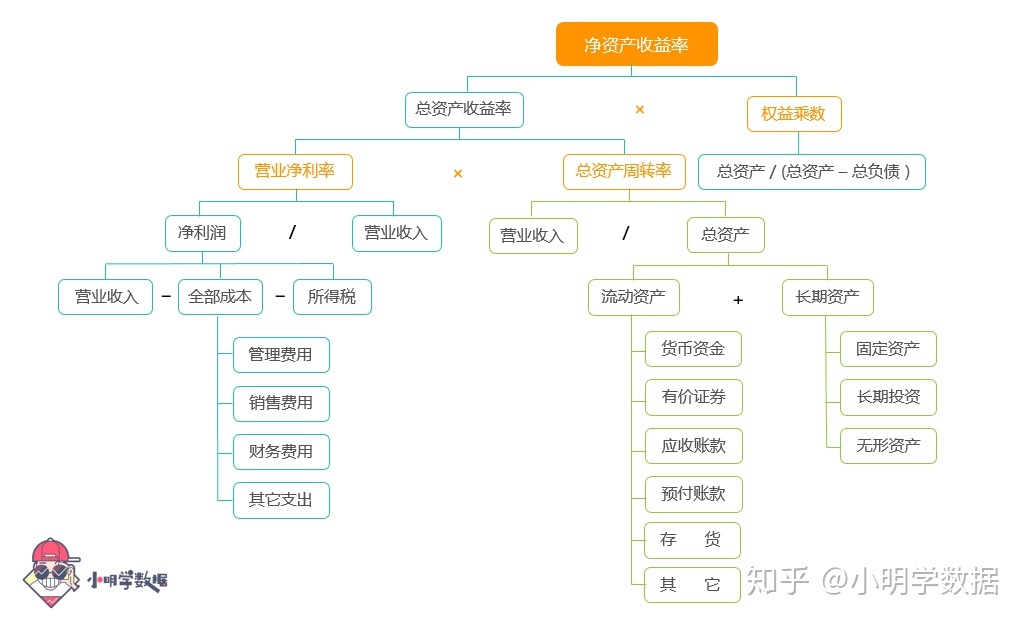 净资产收益率
总资产收益率
×
权益乘数
营业净利率
×
总资产周转率
总资产 / (总资产 – 总负债 )
净利润
/
营业收入
营业收入
/
总资产
营业收入
–
全部成本
–
所得税
流动资产
+
长期资产
管理费用
销售费用
财务费用
其它支出
货币资金
有价证券
应收账款
预付账款
存 货
其 它
固定资产
长期投资
无形资产
小明学数据
知乎 @小明学数据